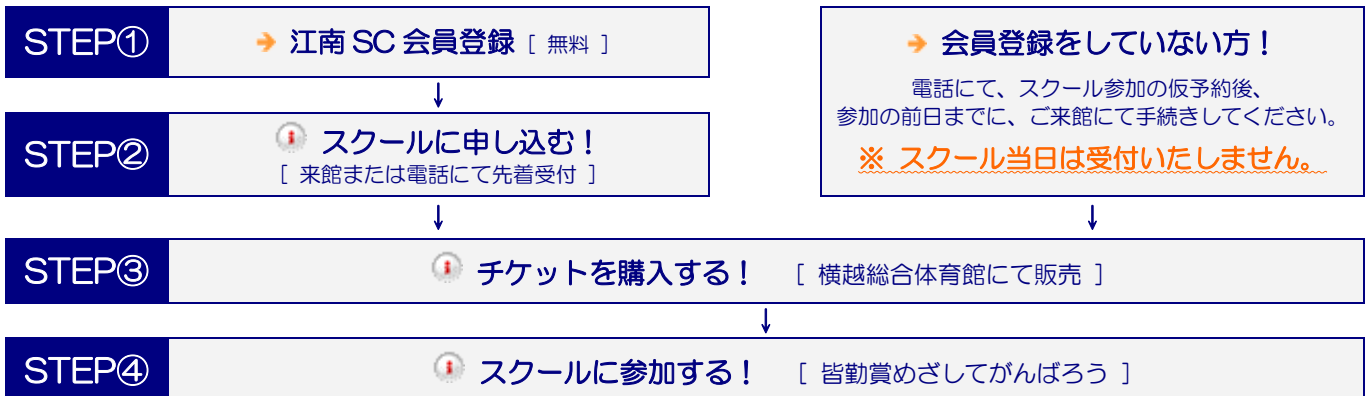 STEP①
江南 SC 会員登録 [ 無料 ]
STEP②
スクールに申し込む！
[ 来館または電話にて先着受付 ]
会員登録をしていない方！
電話にて、スクール参加の仮予約後、
参加の前日までに、ご来館にて手続きしてください。
※ スクール当日は受付いたしません。
STEP③
チケットを購入する！ [ 横越総合体育館にて販売 ]
STEP④
スクールに参加する！ [ 皆勤賞めざしてがんばろう ]